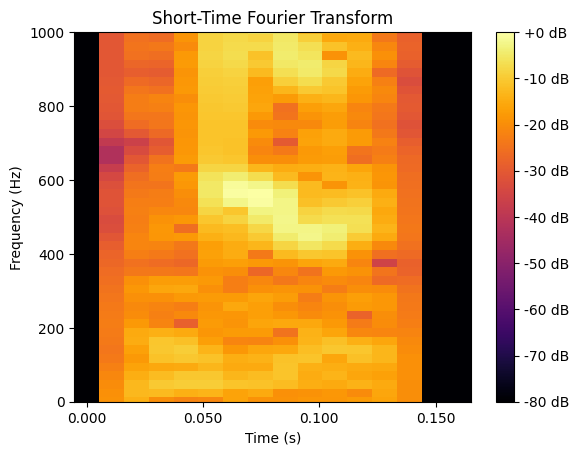 Short-Time Fourier Transform
1000
800
600
400
200
0
Frequency (Hz)
0.000
0.050
0.100
0.150
Time (s)
+0 dB
-10 dB
-20 dB
-30 dB
-40 dB
-50 dB
-60 dB
-70 dB
-80 dB